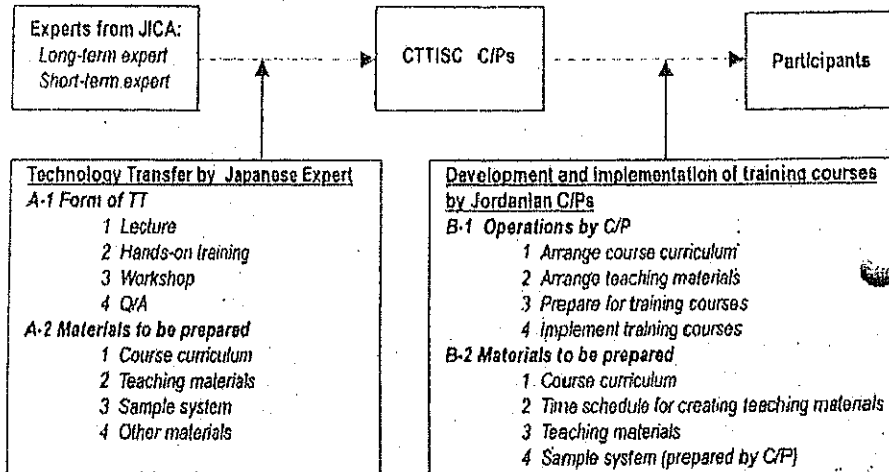 Experts from JICA:
Long-term expert
Short-term expert
CTTISC C/Ps
Participants
Technology Transfer by Japanese Expert
A-1 Form of TT
1 Lecture
2 Hands-on training
3 Workshop
4 Q/A
A-2 Materials to be prepared
1 Course curriculum
2 Teaching materials
3 Sample system
4 Other materials
Development and implementation of training courses
by Jordanian C/Ps
B-1 Operations by C/P
1 Arrange course curriculum
2 Arrange teaching materials
3 Prepare for training courses
4 Implement training courses
B-2 Materials to be prepared
1 Course curriculum
2 Time schedule for creating teaching materials
3 Teaching materials
4 Sample system (prepared by C/P)